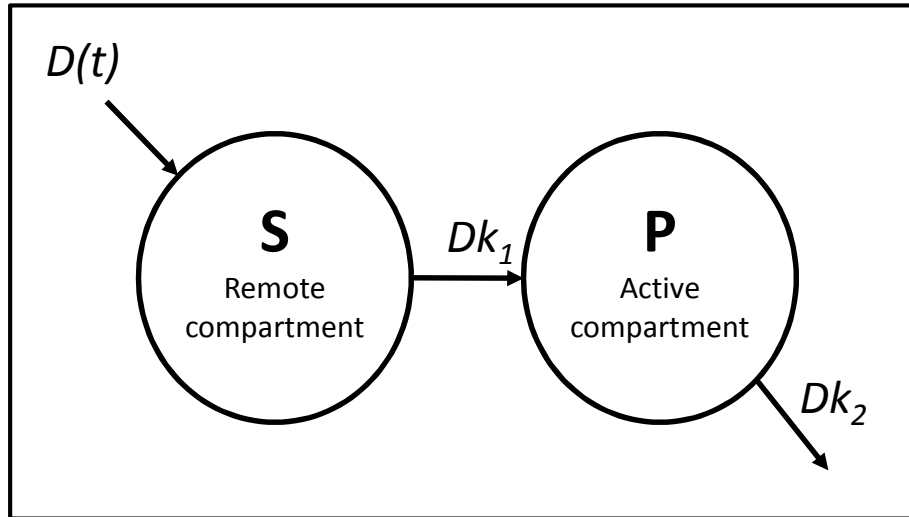 D(t)
S
Remote
compartment
Dk₁
P
Active
compartment
Dk₂